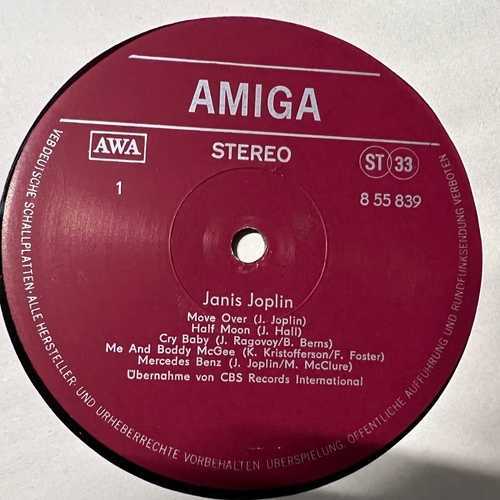 AMIGA
AWA
STEREO
ST 33
1
8 55 839
Janis Joplin
Move Over (J. Joplin)
Half Moon (J. Hall)
Cry Baby (J. Ragovoy/B. Berns)
Me And Boddy McGee (K. Kristofferson/F. Foster)
Mercedes Benz (J. Joplin/M. McClure)
Übernahme von CBS Records International
VEB DEUTSCHE SCHALLPLATTEN · ALLE HERSTELLER- UND URHEBERRECHTE VORBEHALTEN ÜBERSPIELUNG, ÖFFENTLICHE AUFFÜHRUNG UND RUNDFUNKSENDUNG VERBOTEN